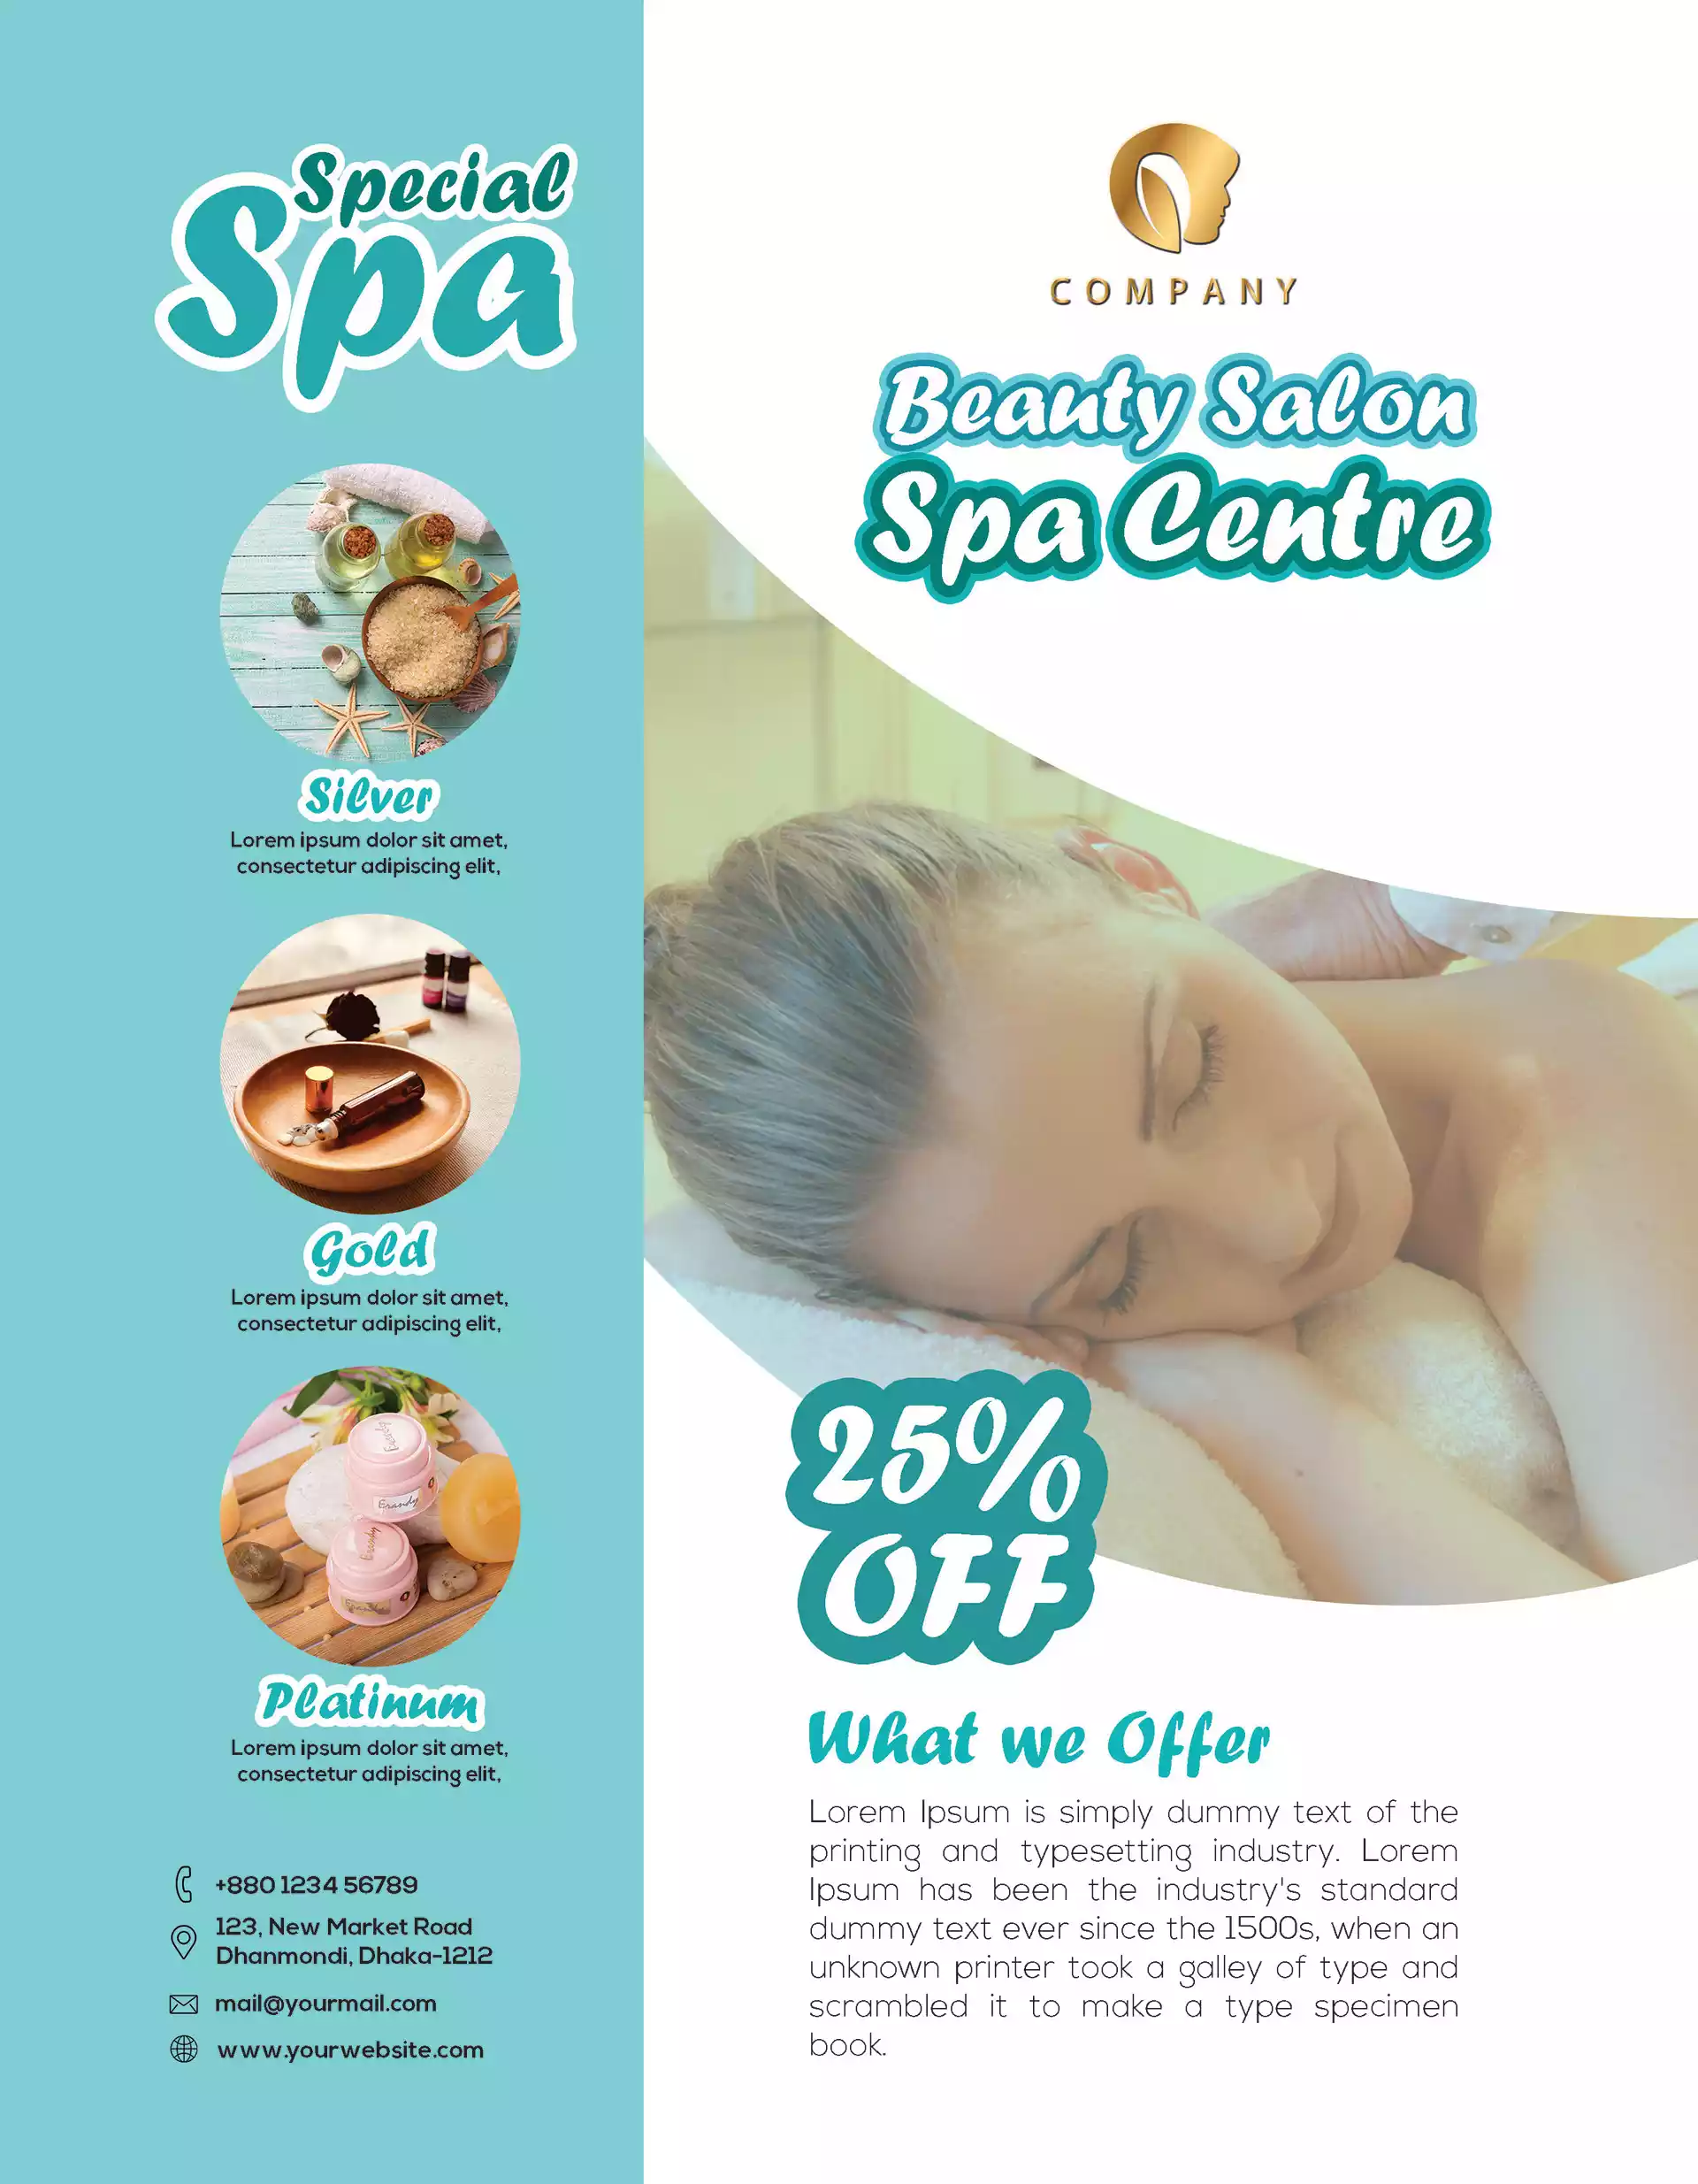 Special
Spa
Silver
Lorem ipsum dolor sit amet,
consectetur adipiscing elit,
Gold
Lorem ipsum dolor sit amet,
consectetur adipiscing elit,
Erandy
Erandy
Erandy
Erandy
Platinum
Lorem ipsum dolor sit amet,
consectetur adipiscing elit,
+880 1234 56789
123, New Market Road
Dhanmondi, Dhaka-1212
mail@yourmail.com
www.yourwebsite.com
COMPANY
Beauty Salon
Spa Centre
25%
OFF
What we Offer
Lorem Ipsum is simply dummy text of the
printing and typesetting industry. Lorem
Ipsum has been the industry's standard
dummy text ever since the 1500s, when an
unknown printer took a galley of type and
scrambled it to make a type specimen
book.